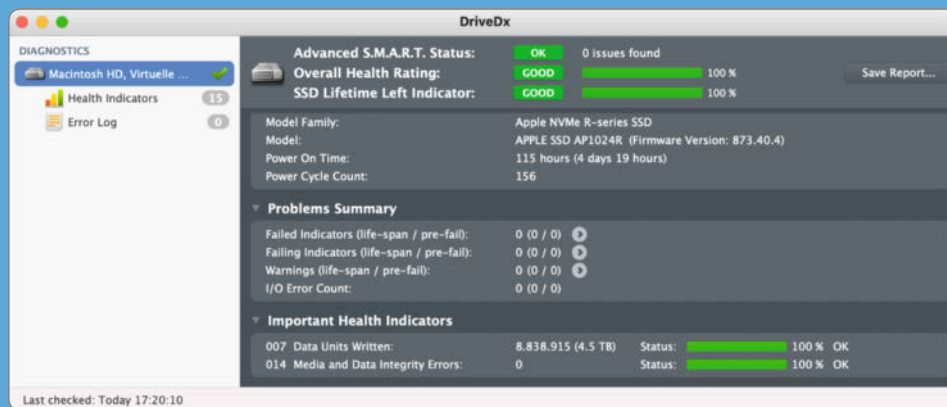 DriveDx
DIAGNOSTICS
Macintosh HD, Virtuelle ...
Health Indicators 15
Error Log 0
Advanced S.M.A.R.T. Status: OK 0 issues found
Overall Health Rating: GOOD 100 %
SSD Lifetime Left Indicator: GOOD 100 %
Save Report...
Model Family: Apple NVMe R-series SSD
Model: APPLE SSD AP1024R (Firmware Version: 873.40.4)
Power On Time: 115 hours (4 days 19 hours)
Power Cycle Count: 156
Problems Summary
Failed Indicators (life-span / pre-fail): 0 (0 / 0)
Failing Indicators (life-span / pre-fail): 0 (0 / 0)
Warnings (life-span / pre-fail): 0 (0 / 0)
I/O Error Count: 0 (0 / 0)
Important Health Indicators
007 Data Units Written: 8.838.915 (4.5 TB) Status: 100 % OK
014 Media and Data Integrity Errors: 0 Status: 100 % OK
Last checked: Today 17:20:10